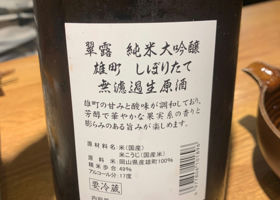 翠露 純米大吟醸
雄町 しぼりたて
無濾過生原酒
雄町の甘みと酸味が調和しており、
芳醇で華やかな果実系の香りと
膨らみのある旨みが楽しめます。
原材料名：米（国産）
米こうじ（国産米）
原料米：岡山県産雄町100%
精米歩合：49%
アルコール分：17度
要冷蔵